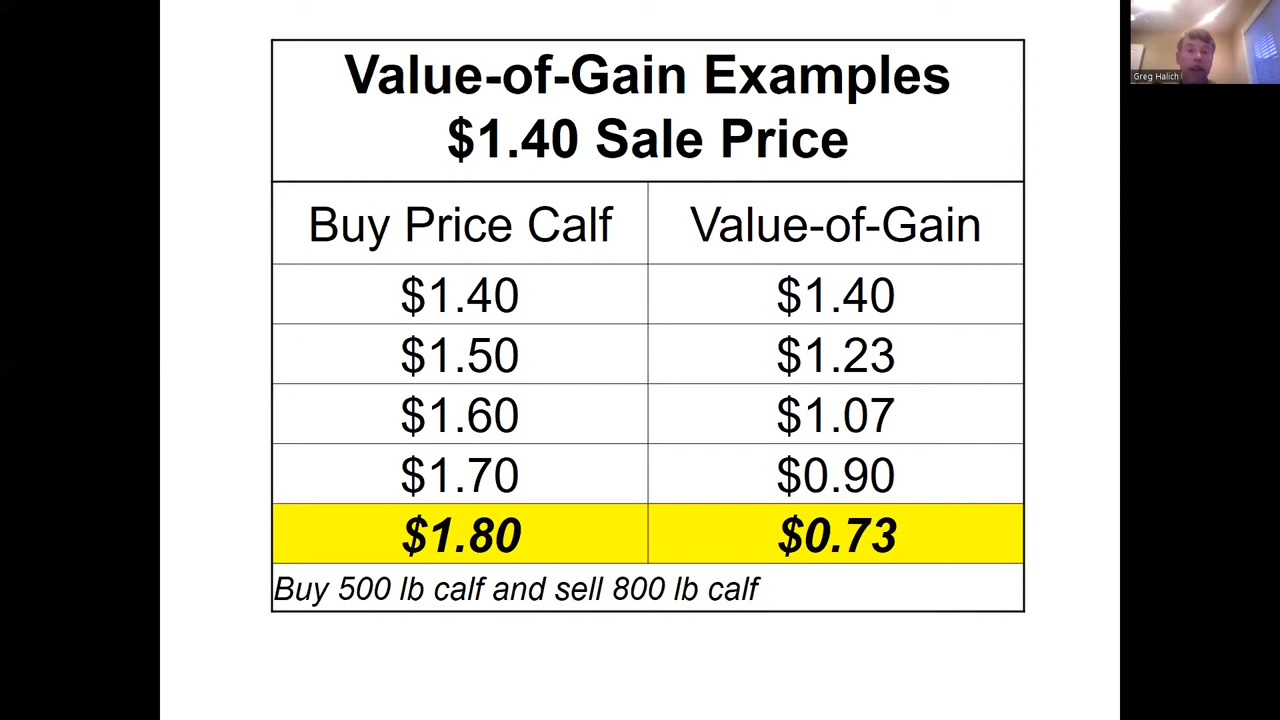 Value-of-Gain Examples
$1.40 Sale Price
Buy Price Calf Value-of-Gain
$1.40 $1.40
$1.50 $1.23
$1.60 $1.07
$1.70 $0.90
$1.80 $0.73
Buy 500 lb calf and sell 800 lb calf
Greg Halich